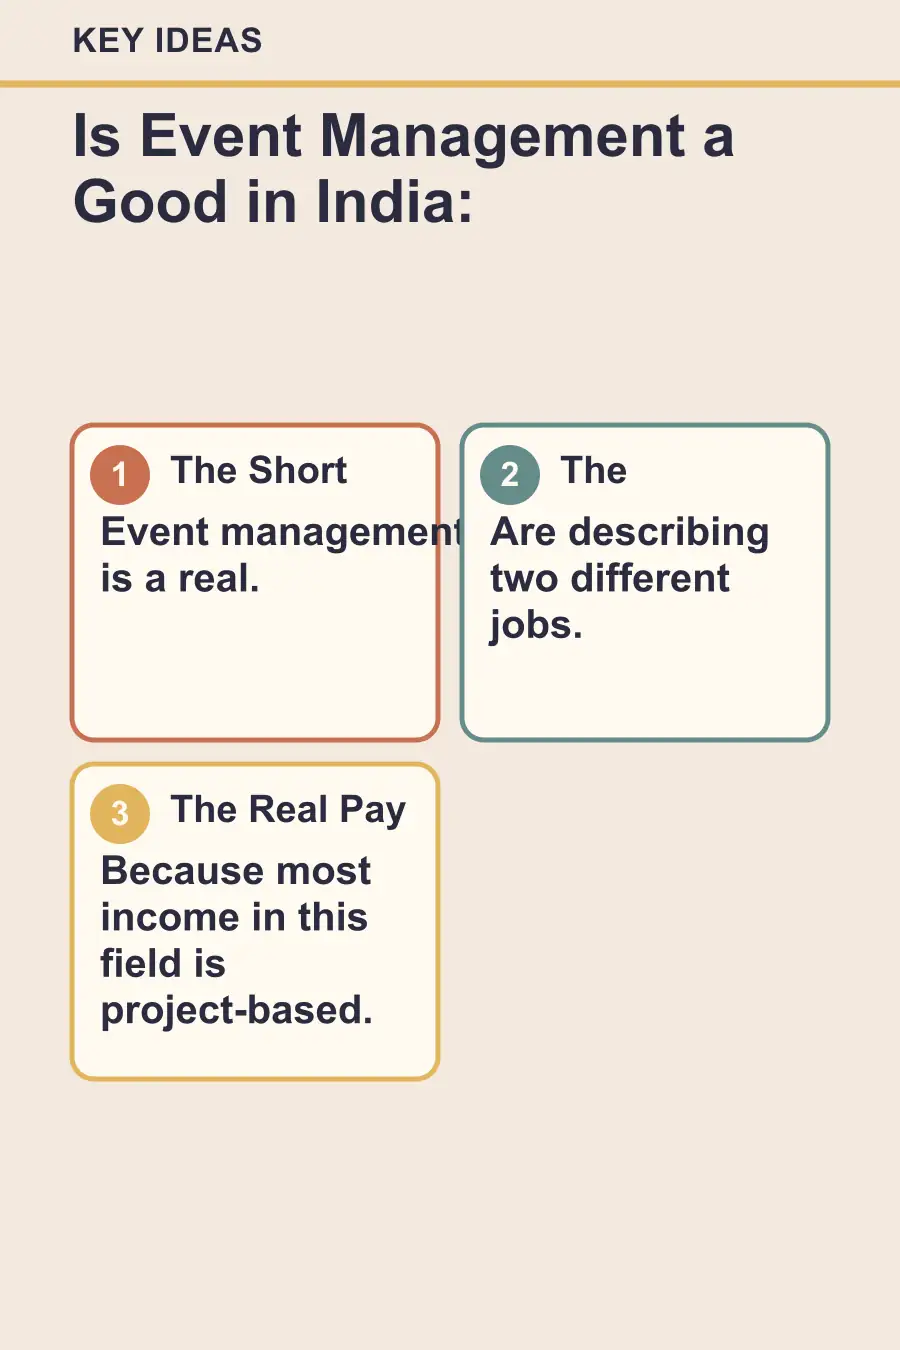 KEY IDEAS
Is Event Management a
Good in India:
1 The Short
Event management
is a real.
2 The
Are describing
two different
jobs.
3 The Real Pay
Because most
income in this
field is
project-based.